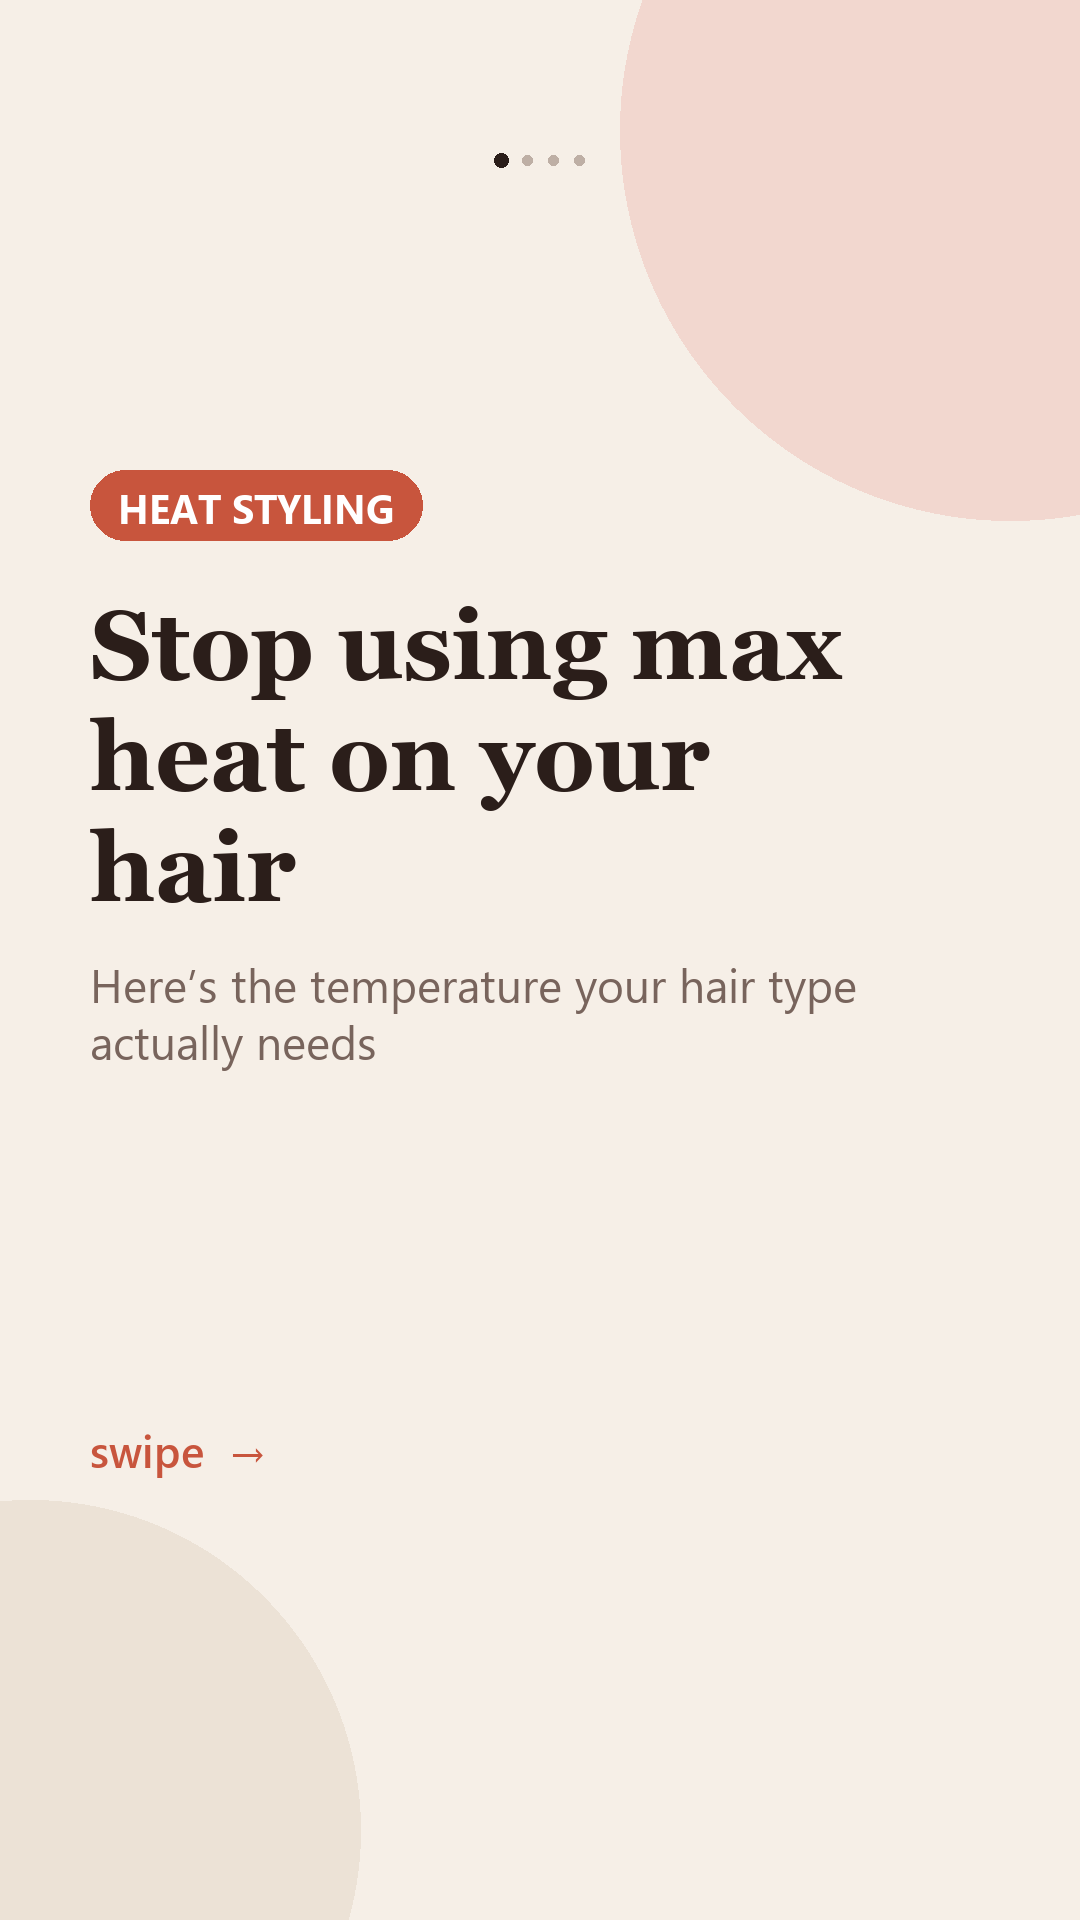 HEAT STYLING
Stop using max
heat on your
hair
Here’s the temperature your hair type
actually needs
swipe →